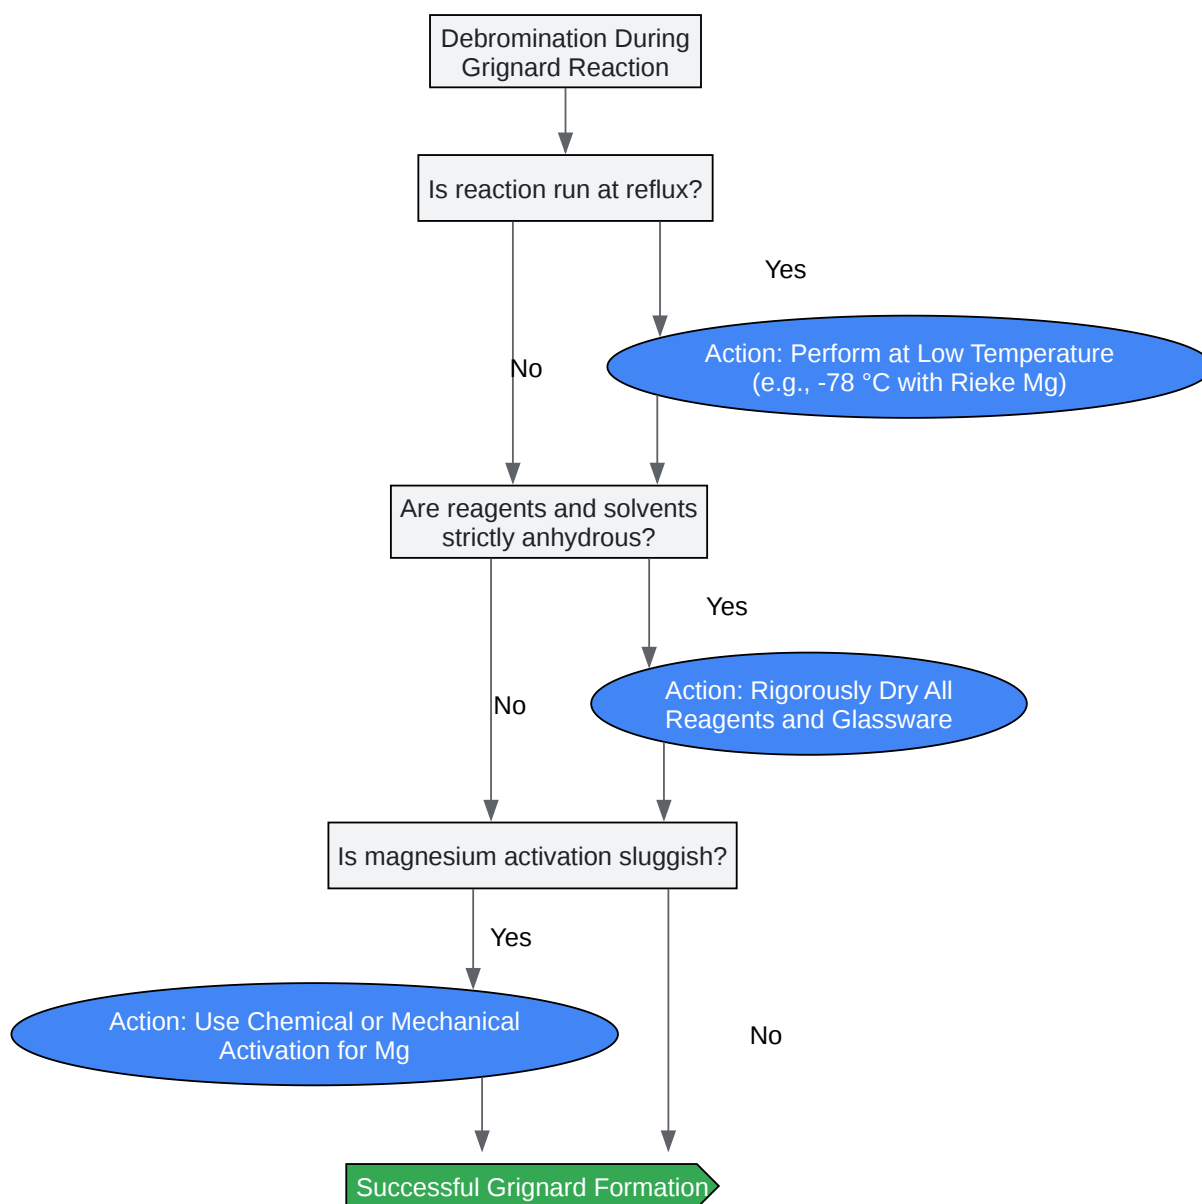 Debromination During
Grignard Reaction
Is reaction run at reflux?
Yes
No
Action: Perform at Low Temperature
(e.g., -78 °C with Rieke Mg)
Are reagents and solvents
strictly anhydrous?
Yes
No
Action: Rigorously Dry All
Reagents and Glassware
Is magnesium activation sluggish?
Yes
Action: Use Chemical or Mechanical
Activation for Mg
No
Successful Grignard Formation